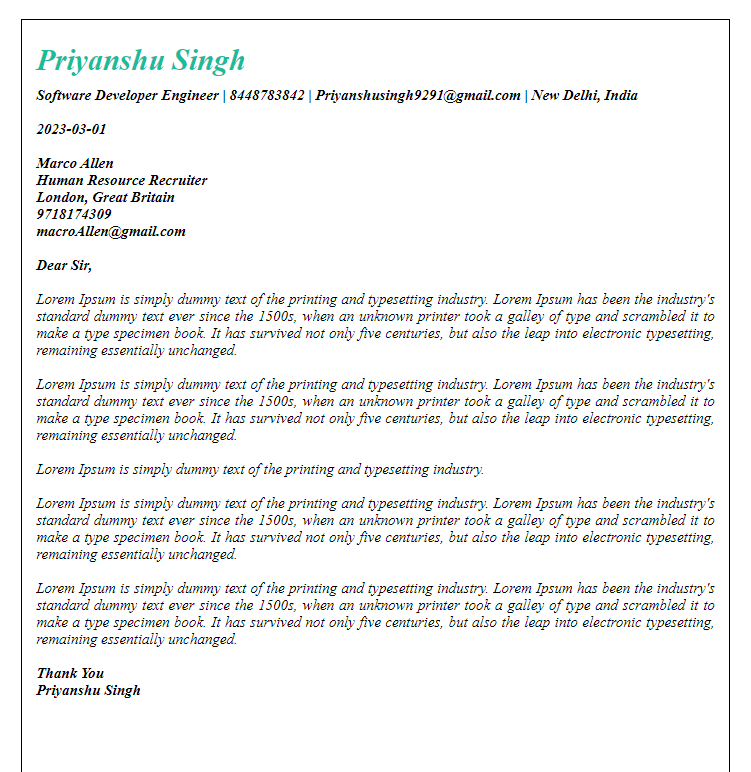 Priyanshu Singh
Software Developer Engineer | 8448783842 | Priyanshusingh9291@gmail.com | New Delhi, India
2023-03-01
Marco Allen
Human Resource Recruiter
London, Great Britain
9718174309
macroAllen@gmail.com
Dear Sir,
Lorem Ipsum is simply dummy text of the printing and typesetting industry. Lorem Ipsum has been the industry's
standard dummy text ever since the 1500s, when an unknown printer took a galley of type and scrambled it to
make a type specimen book. It has survived not only five centuries, but also the leap into electronic typesetting,
remaining essentially unchanged.
Lorem Ipsum is simply dummy text of the printing and typesetting industry. Lorem Ipsum has been the industry's
standard dummy text ever since the 1500s, when an unknown printer took a galley of type and scrambled it to
make a type specimen book. It has survived not only five centuries, but also the leap into electronic typesetting,
remaining essentially unchanged.
Lorem Ipsum is simply dummy text of the printing and typesetting industry.
Lorem Ipsum is simply dummy text of the printing and typesetting industry. Lorem Ipsum has been the industry's
standard dummy text ever since the 1500s, when an unknown printer took a galley of type and scrambled it to
make a type specimen book. It has survived not only five centuries, but also the leap into electronic typesetting,
remaining essentially unchanged.
Lorem Ipsum is simply dummy text of the printing and typesetting industry. Lorem Ipsum has been the industry's
standard dummy text ever since the 1500s, when an unknown printer took a galley of type and scrambled it to
make a type specimen book. It has survived not only five centuries, but also the leap into electronic typesetting,
remaining essentially unchanged.
Thank You
Priyanshu Singh